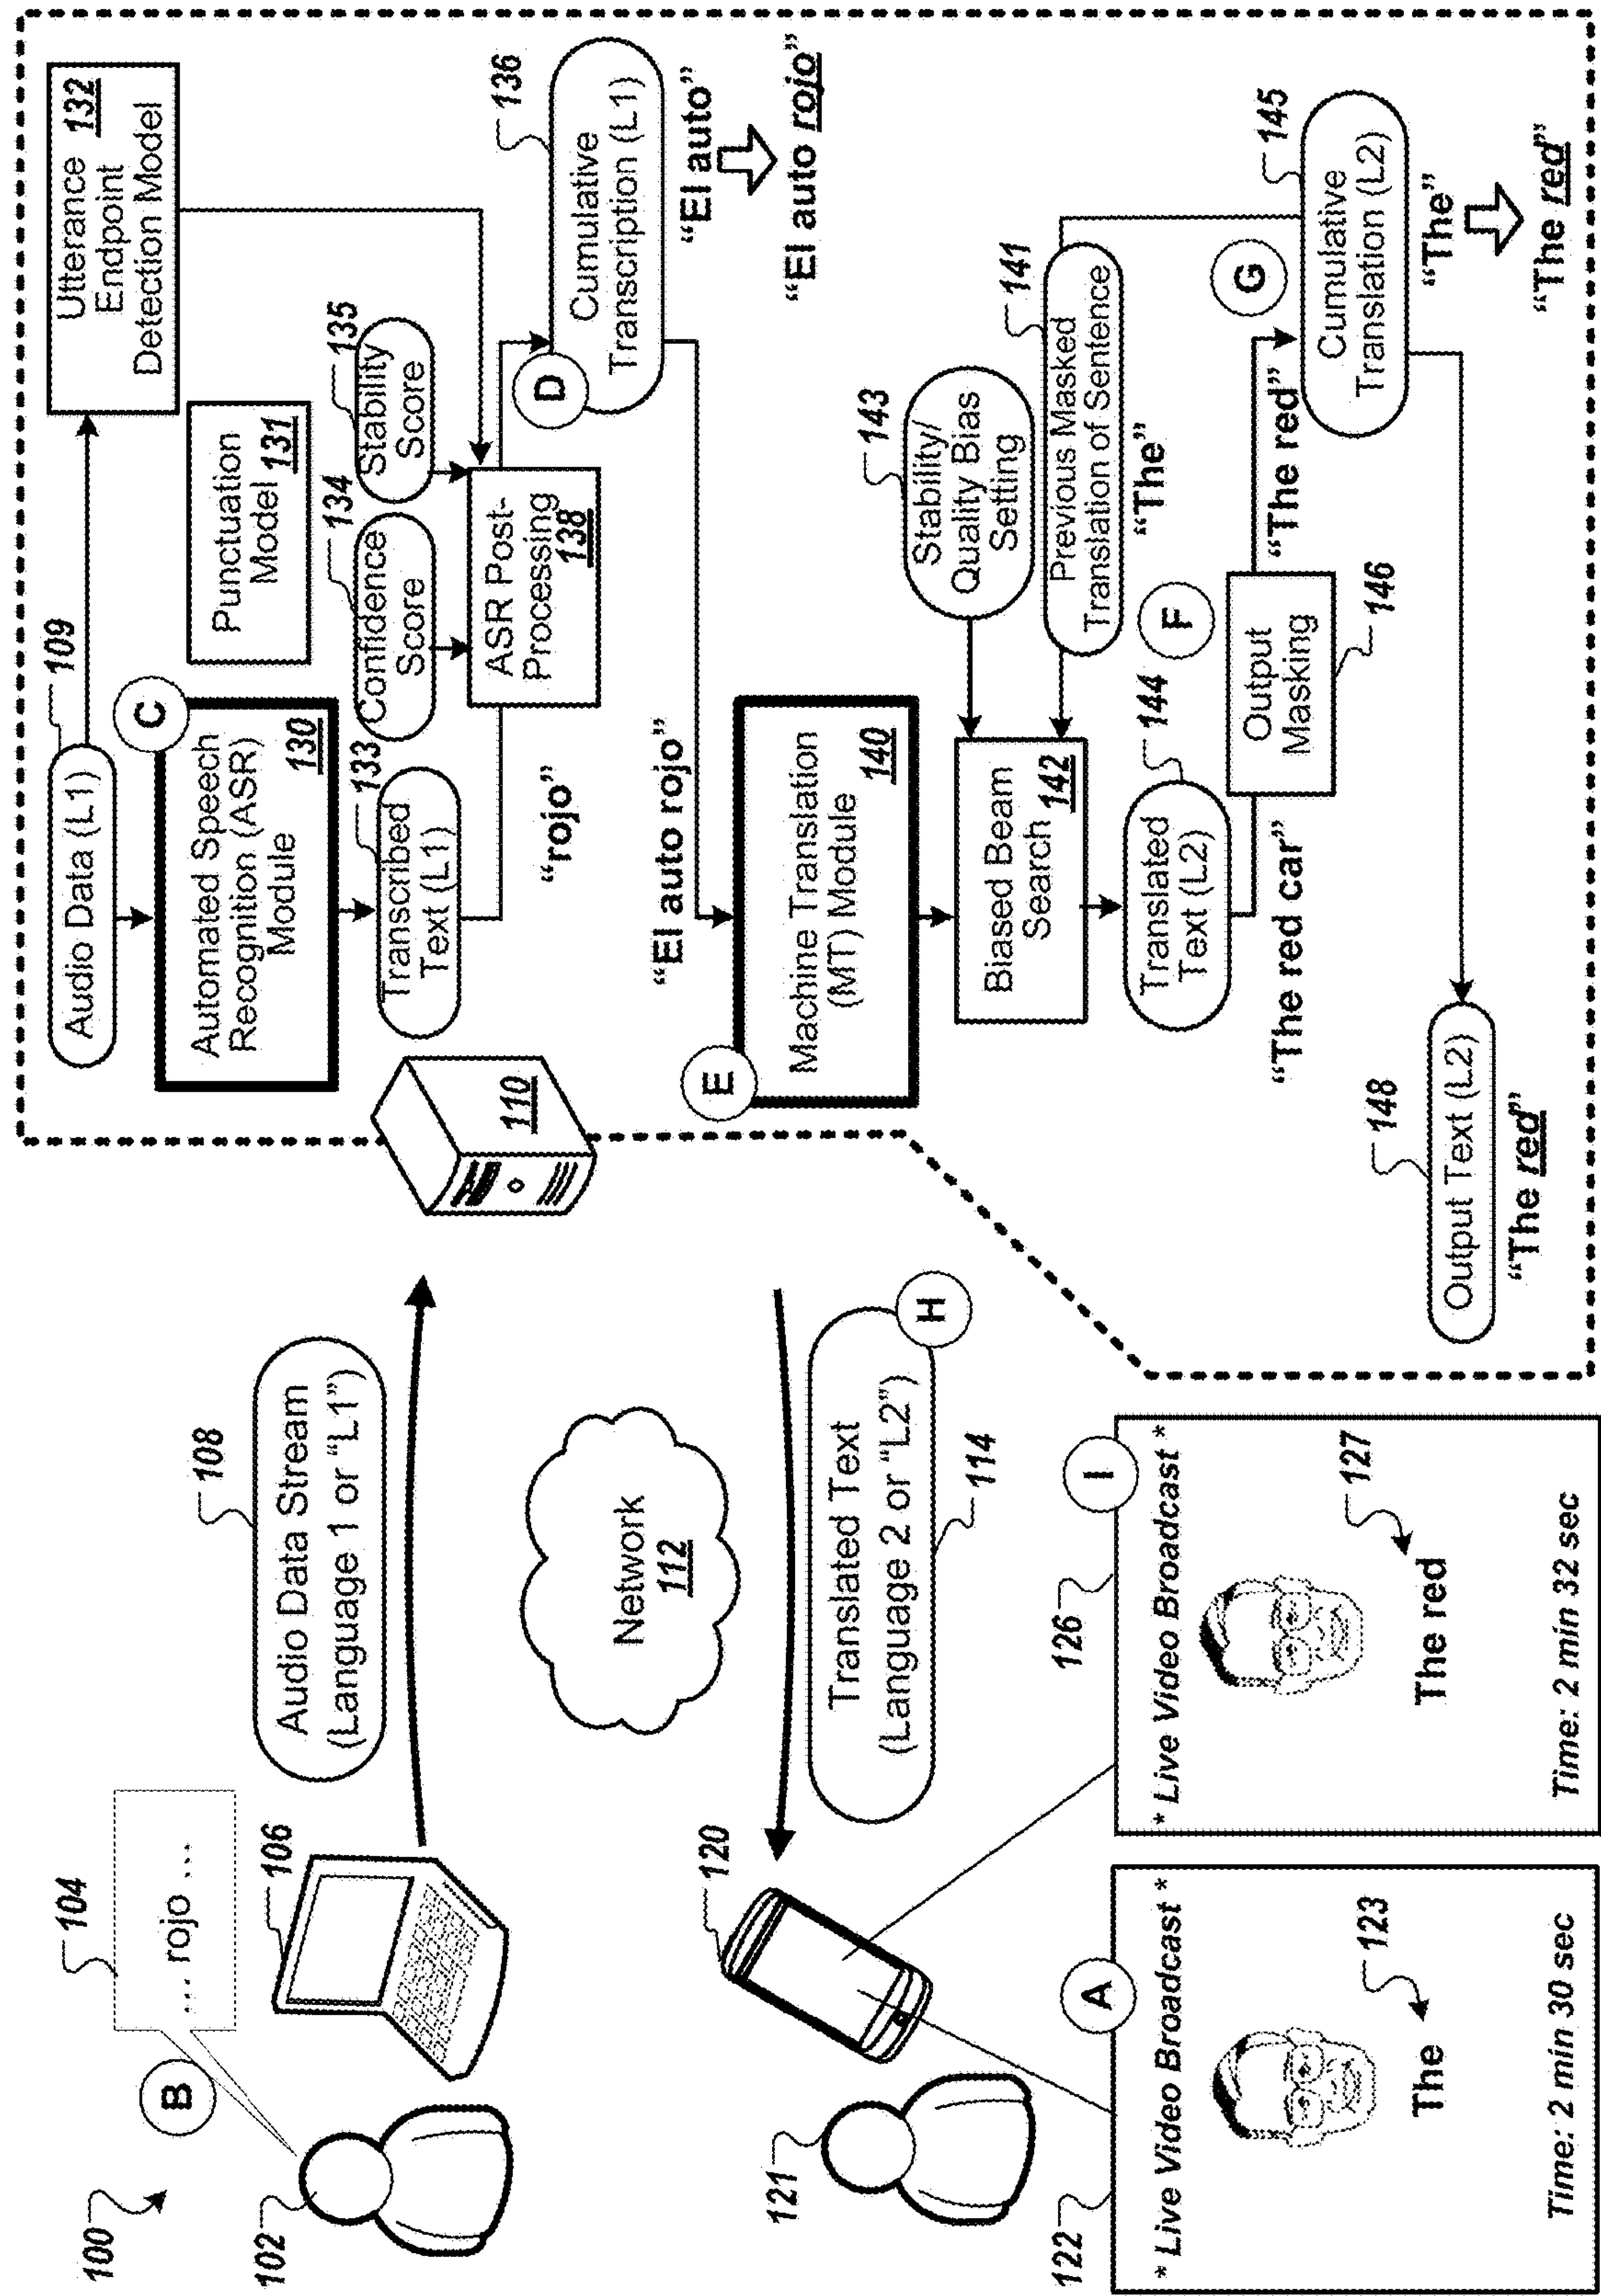 100
102
B
104
... rojo ...
106
108
Audio Data Stream
(Language 1 or “L1”)
Network
112
110
120
121
Translated Text
(Language 2 or “L2”)
H
114
122
A
* Live Video Broadcast *
123
The
Time: 2 min 30 sec
126
I
* Live Video Broadcast *
127
The red
Time: 2 min 32 sec
109
Audio Data (L1)
C
Automated Speech
Recognition (ASR)
Module
130
Punctuation
Model 131
Utterance 132
Endpoint
Detection Model
133
Transcribed
Text (L1)
“rojo”
134
Confidence
Score
135
Stability
Score
ASR Post-
Processing
138
D
136
Cumulative
Transcription (L1)
“El auto”
“El auto rojo”
“El auto rojo”
E
Machine Translation
(MT) Module
140
143
Stability/
Quality Bias
Setting
141
Previous Masked
Translation of Sentence
“The”
Biased Beam
Search 142
144
Translated
Text (L2)
“The red car”
F
Output
Masking
146
“The red”
G
145
Cumulative
Translation (L2)
“The”
“The red”
148
Output Text (L2)
“The red”